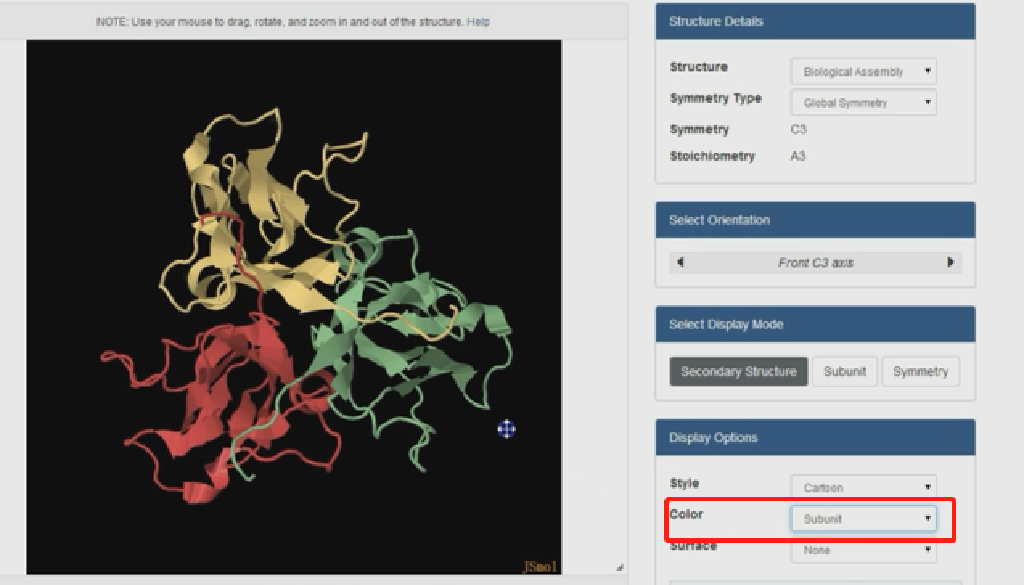 NOTE: Use your mouse to drag, rotate, and zoom in and out of the structure. Help
Structure Details
Structure Biological Assembly
Symmetry Type Global Symmetry
Symmetry C3
Stoichiometry A3
Select Orientation
Front C3 axis
Select Display Mode
Secondary Structure Subunit Symmetry
Display Options
Style Cartoon
Color Subunit
Surface None
JSmol